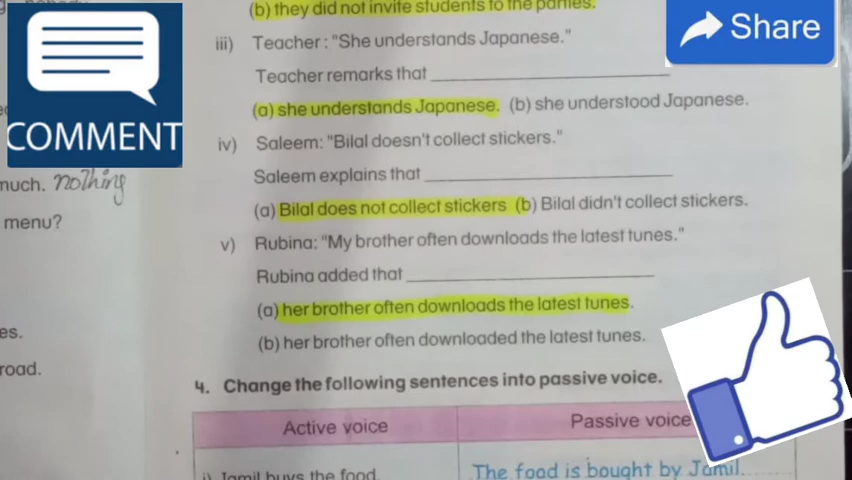 (b) they did not invite students to the parties.
iii) Teacher : "She understands Japanese."
Teacher remarks that
(a) she understands Japanese. (b) she understood Japanese.
iv) Saleem: "Bilal doesn't collect stickers."
Saleem explains that
(a) Bilal does not collect stickers (b) Bilal didn't collect stickers.
v) Rubina: "My brother often downloads the latest tunes."
Rubina added that
(a) her brother often downloads the latest tunes.
(b) her brother often downloaded the latest tunes.
4. Change the following sentences into passive voice.
Active voice Passive voice
i) Jamil buys the food. The food is bought by Jamil.
much. nothing
menu?
es.
road.
COMMENT
Share